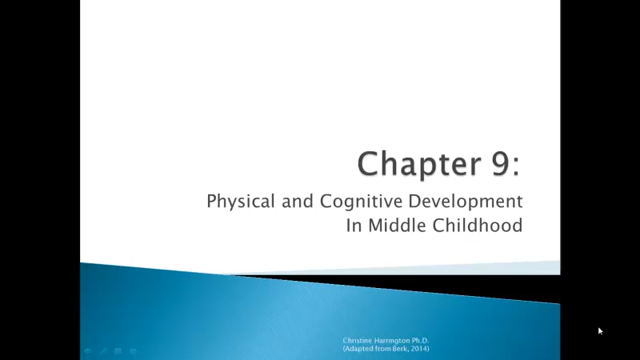 Chapter 9:
Physical and Cognitive Development
In Middle Childhood
Christine Harrington Ph.D.
(Adapted from Berk, 2014)